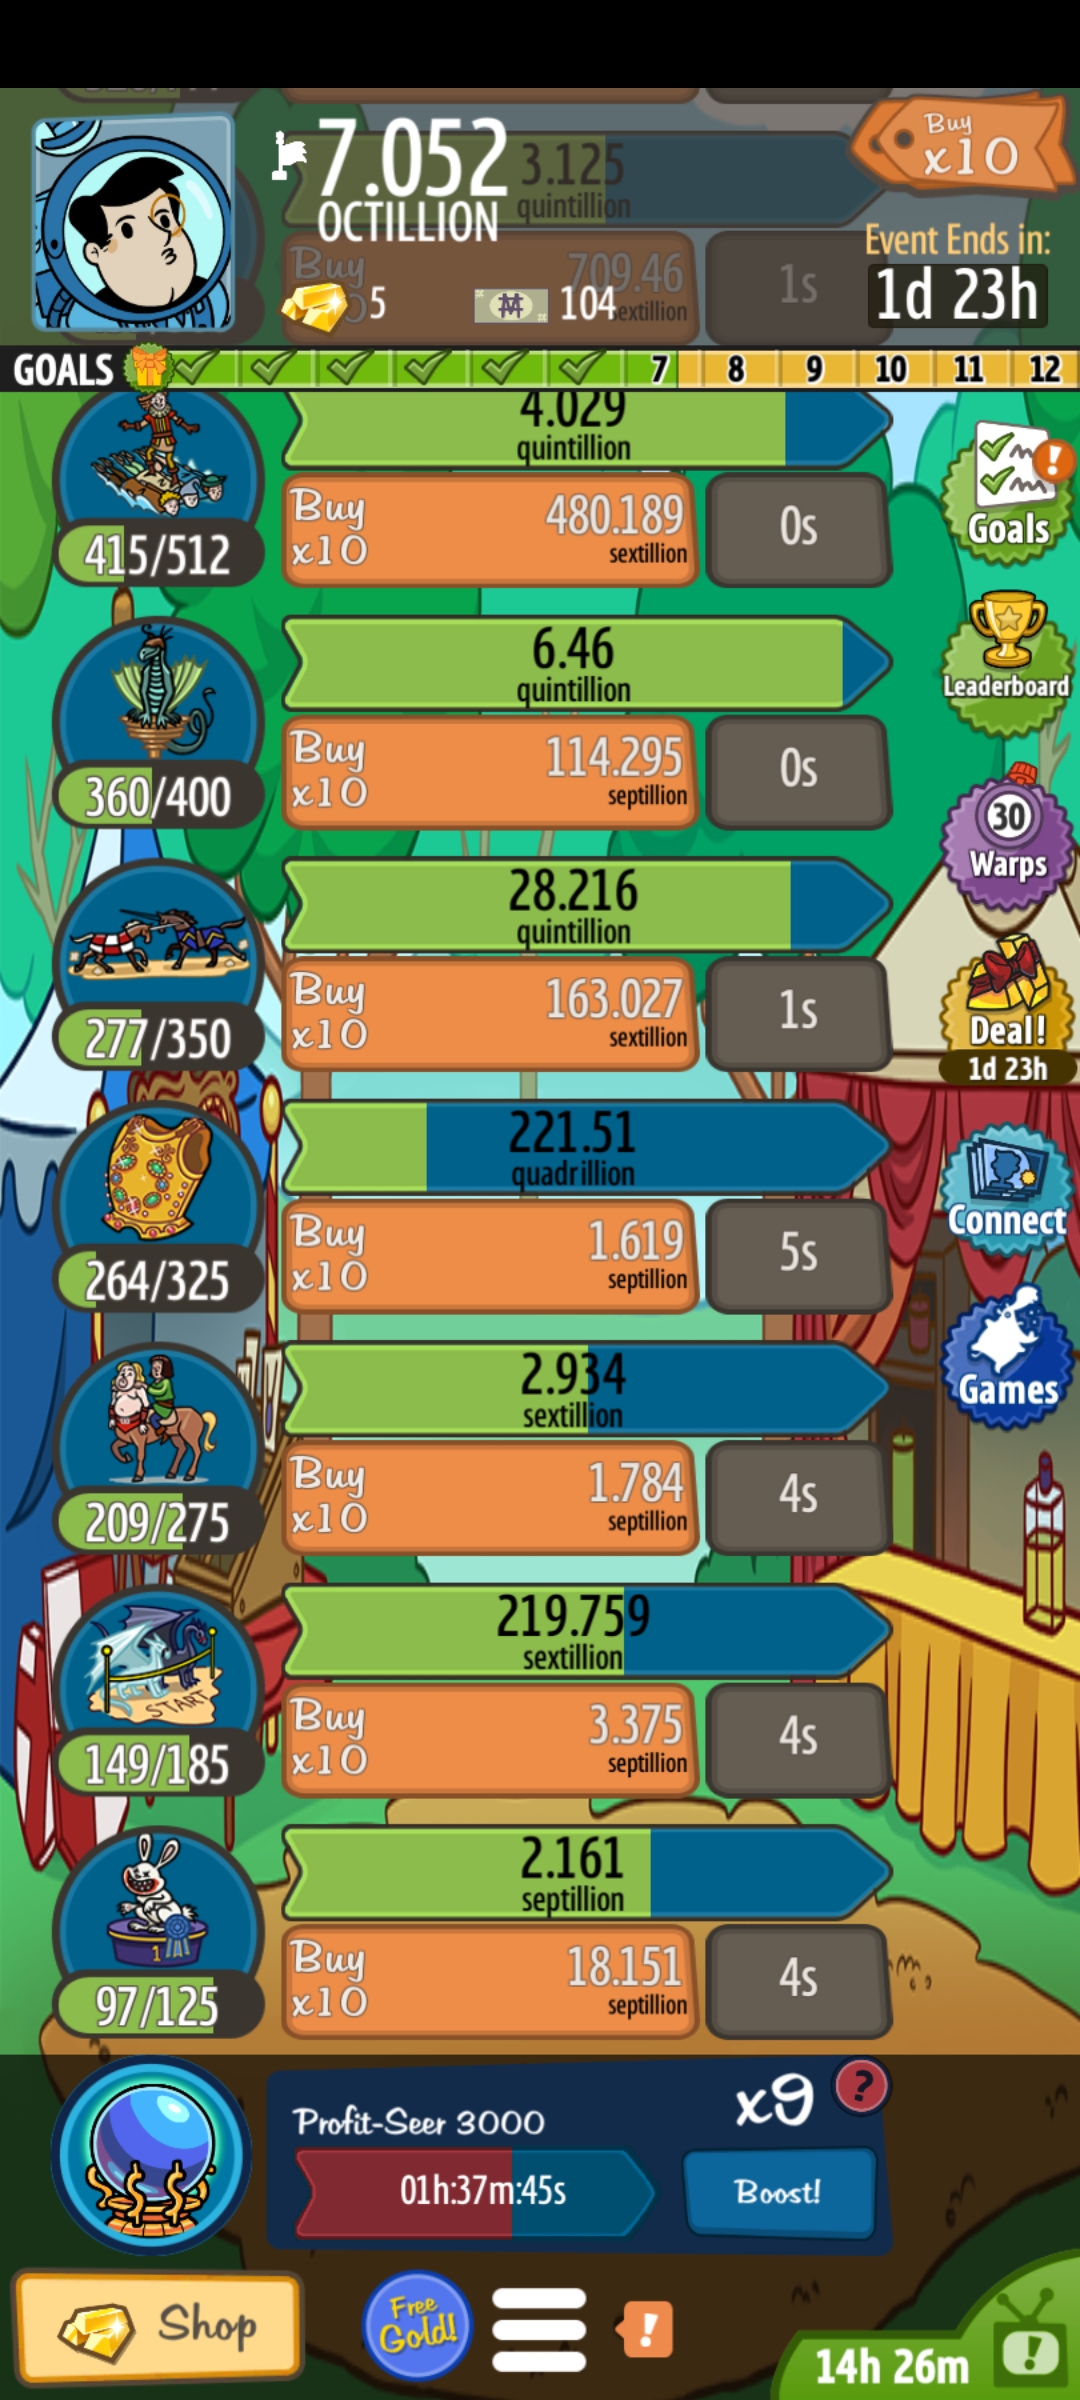 7.052
OCTILLION
3.125
quintillion
Buy
x10
Event Ends in:
1d 23h
Buy
709.46
sextillion
1s
5
104
GOALS
7
8
9
10
11
12
4.029
quintillion
Buy
x10
480.189
sextillion
0s
415/512
Goals
6.46
quintillion
Buy
x10
114.295
septillion
0s
360/400
Leaderboard
30
Warps
28.216
quintillion
Buy
x10
163.027
sextillion
1s
277/350
Deal!
1d 23h
221.51
quadrillion
Buy
x10
1.619
septillion
5s
264/325
Connect
2.934
sextillion
Buy
x10
1.784
septillion
4s
209/275
Games
219.759
sextillion
Buy
x10
3.375
septillion
4s
START
149/185
2.161
septillion
Buy
x10
18.151
septillion
4s
1
97/125
Profit-Seer 3000
x9
?
01h:37m:45s
Boost!
Shop
Free
Gold!
!
14h 26m
!